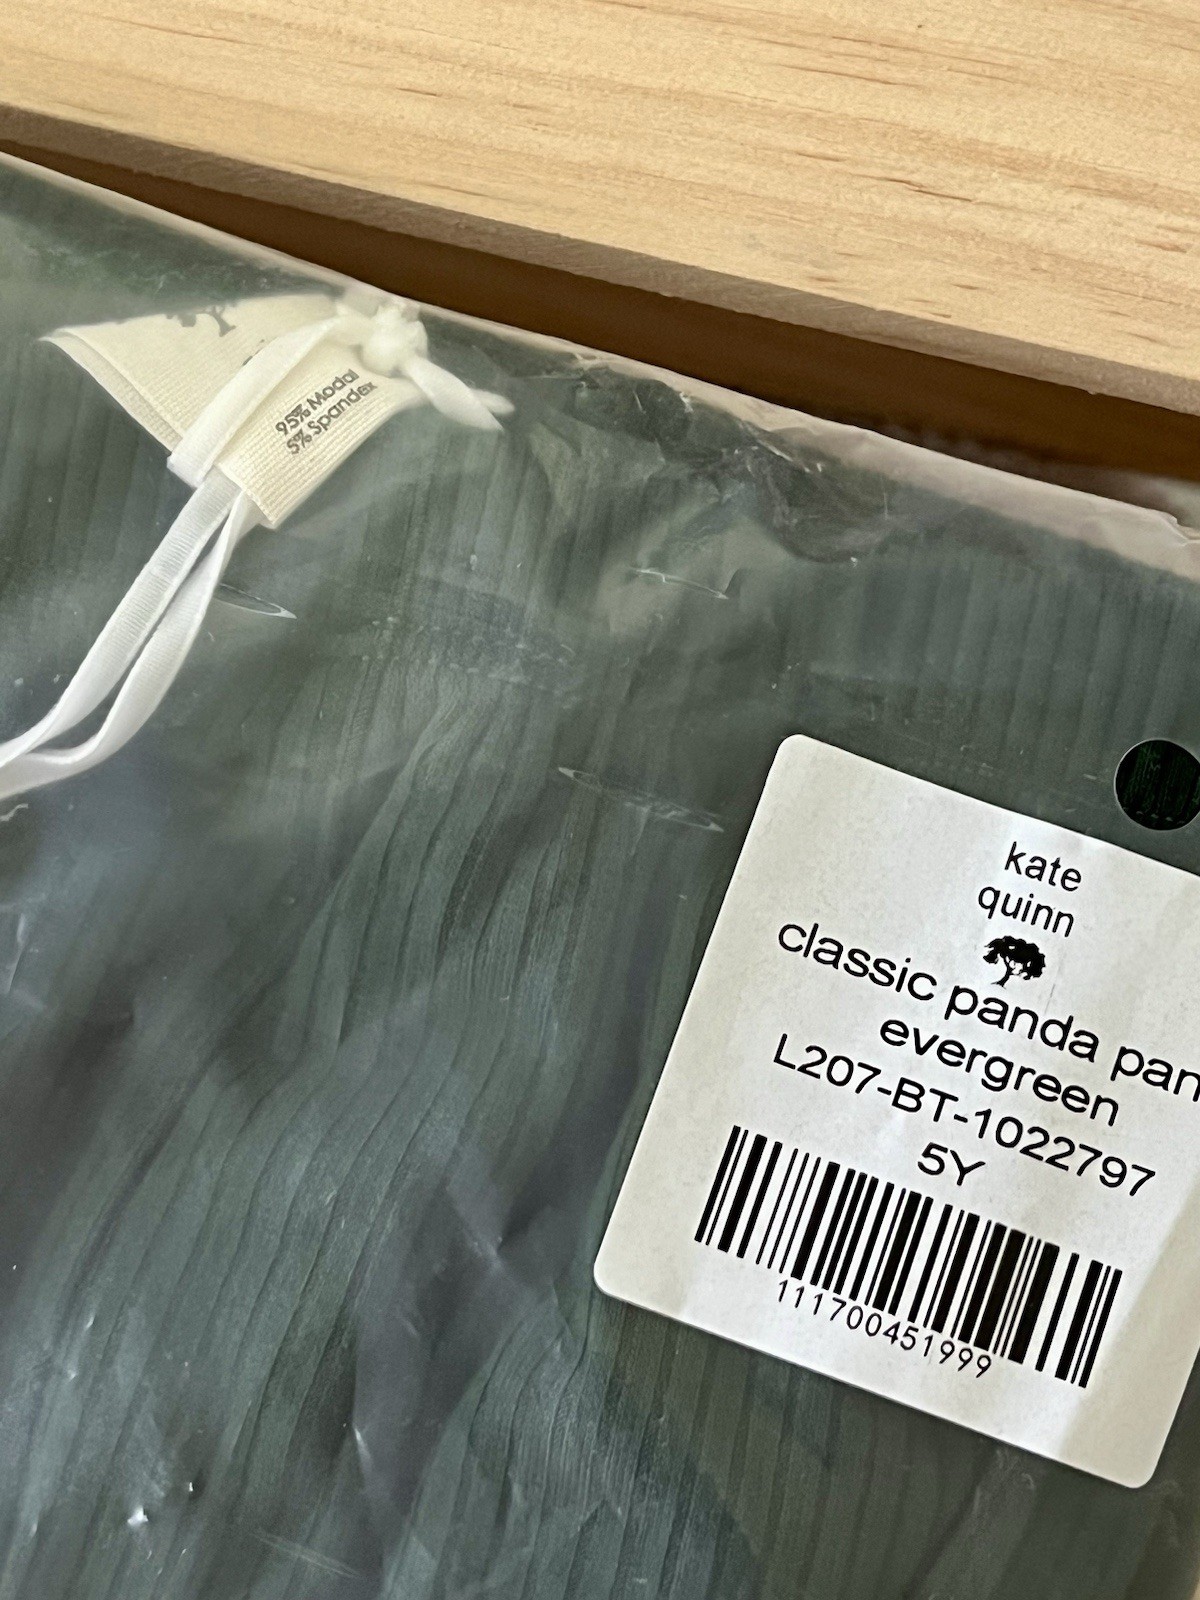 95% Modal
5% Spandex
kate
quinn
classic panda pan
evergreen
L207-BT-1022797
5Y
111700451999